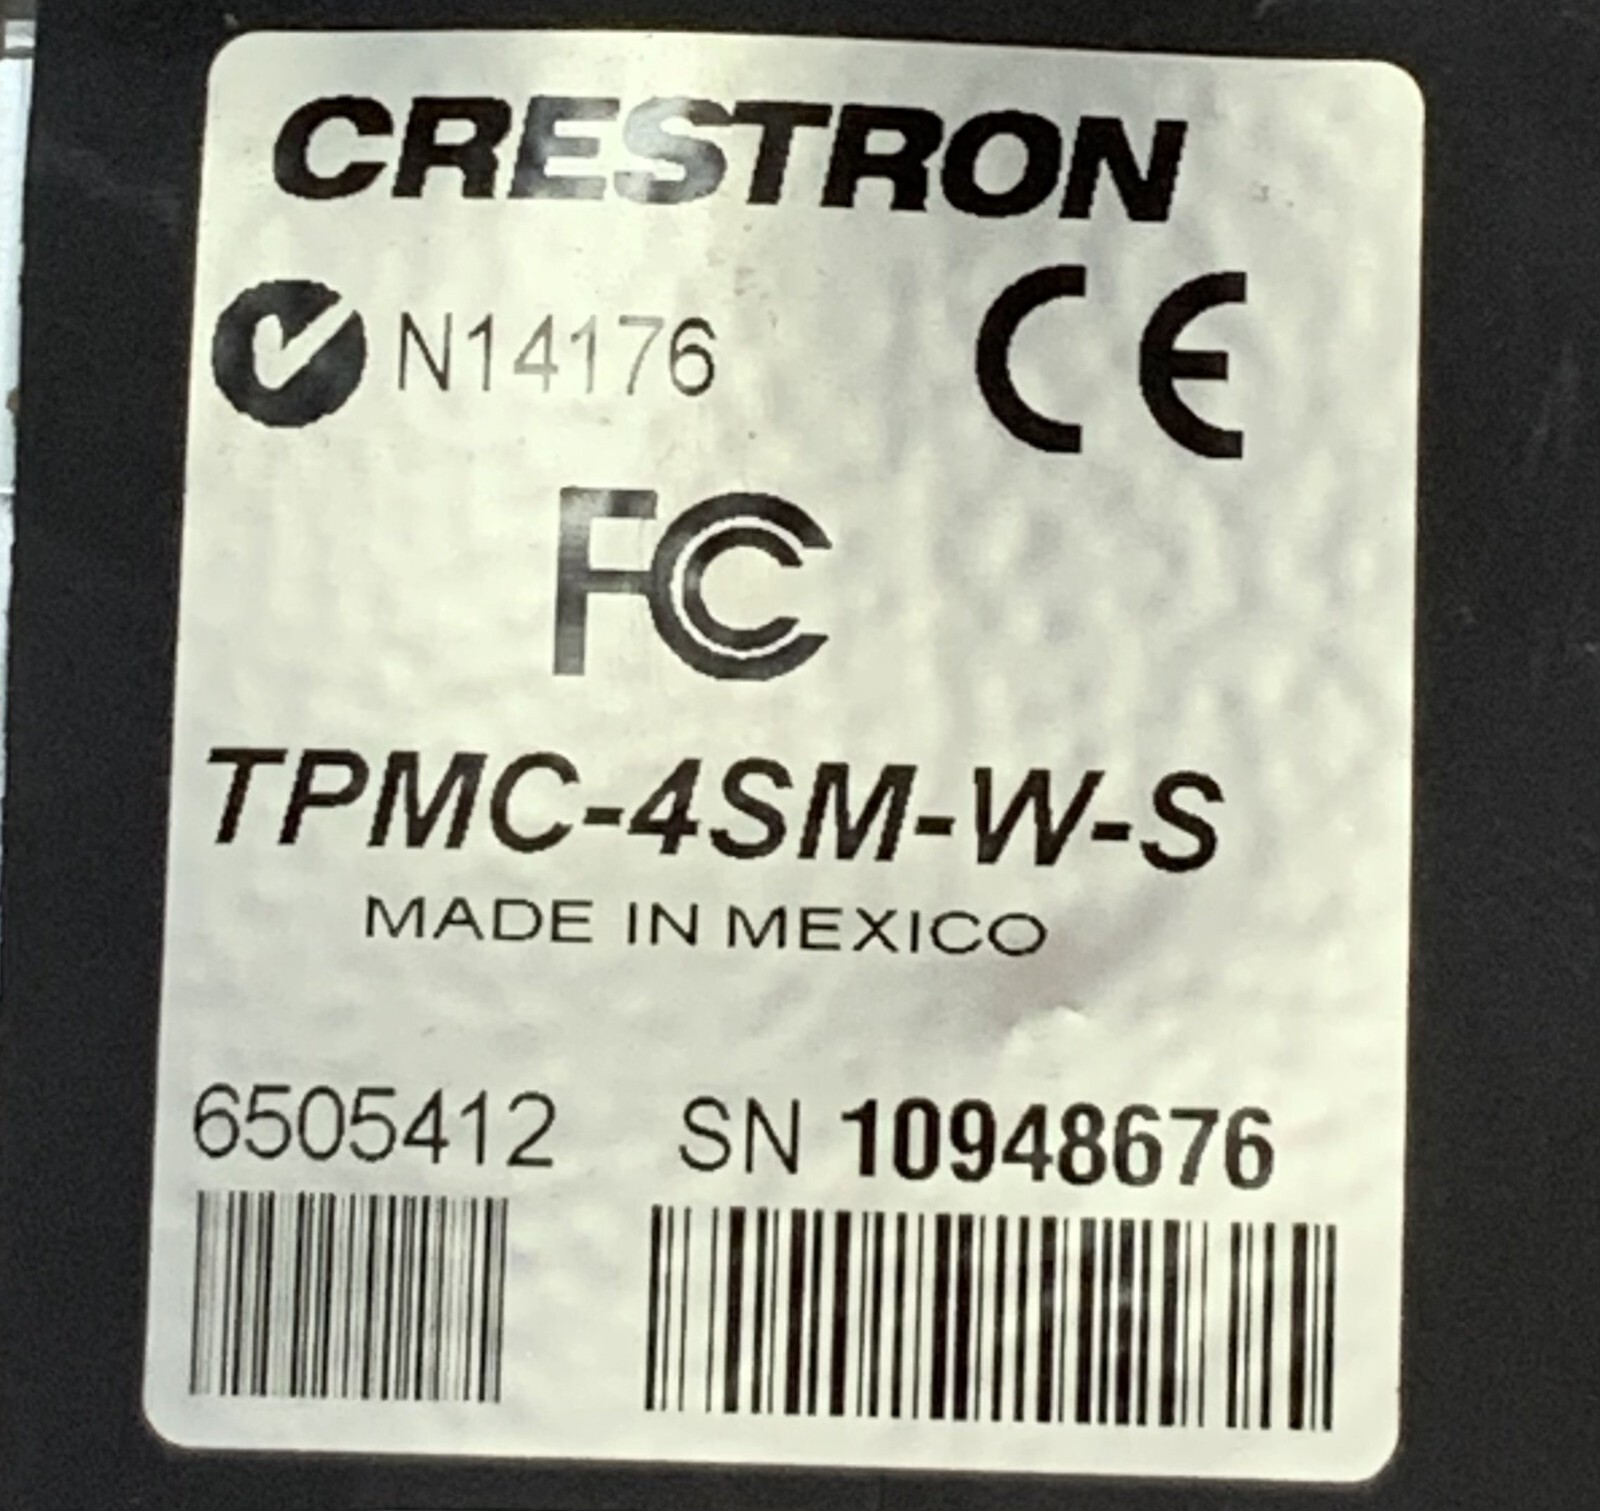 CRESTRON
N14176 CE
FC
TPMC-4SM-W-S
MADE IN MEXICO
6505412 SN 10948676